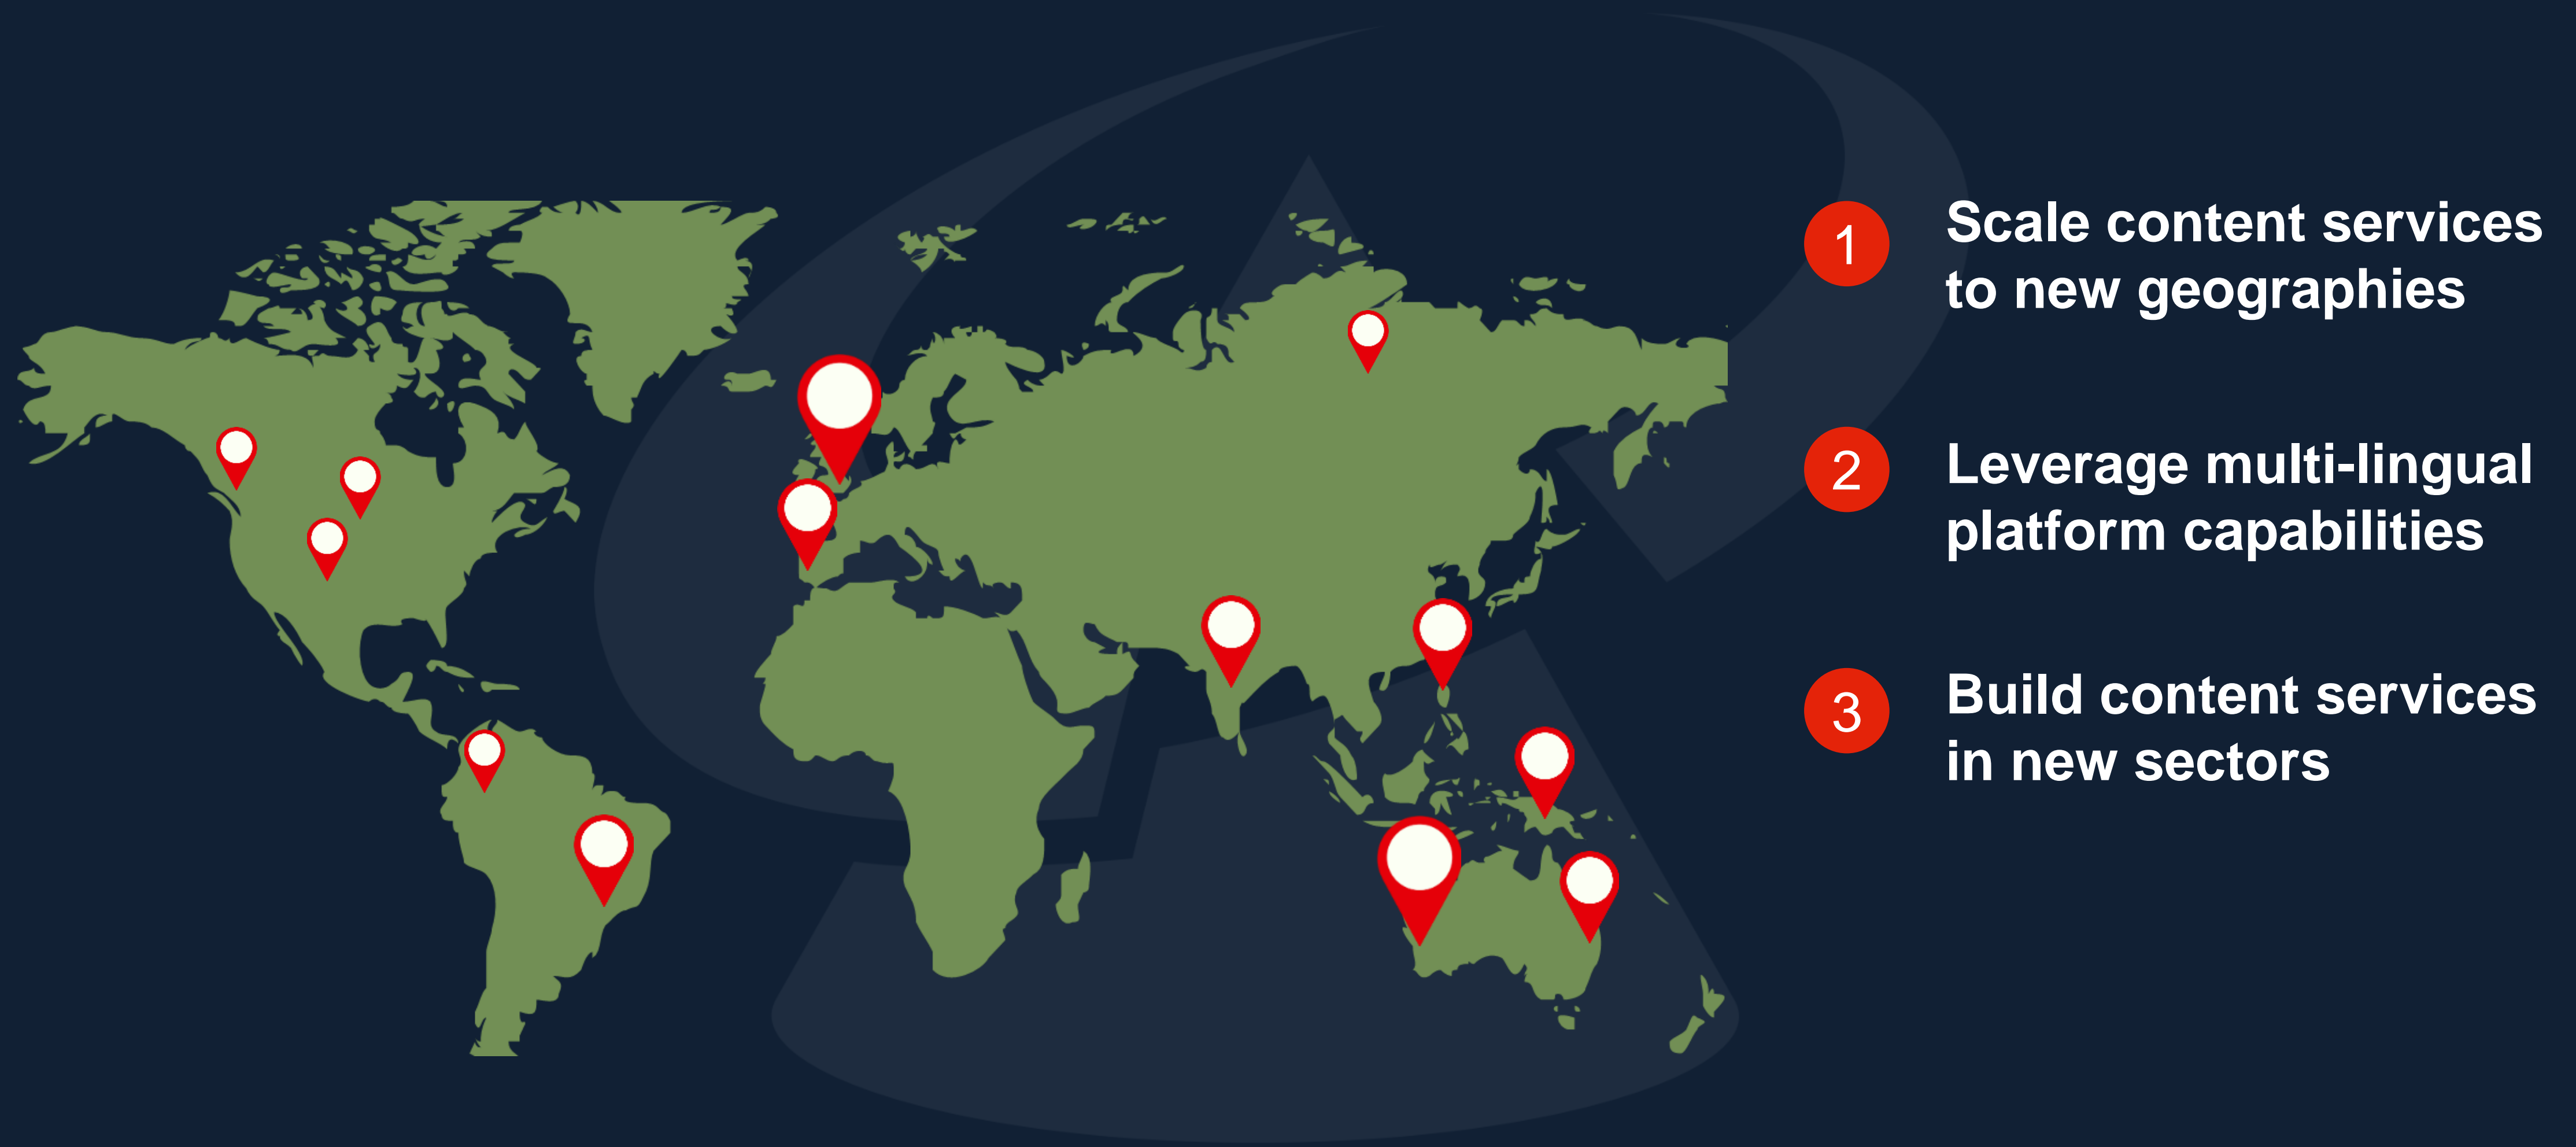 1
Scale content services
to new geographies
2
Leverage multi-lingual
platform capabilities
3
Build content services
in new sectors